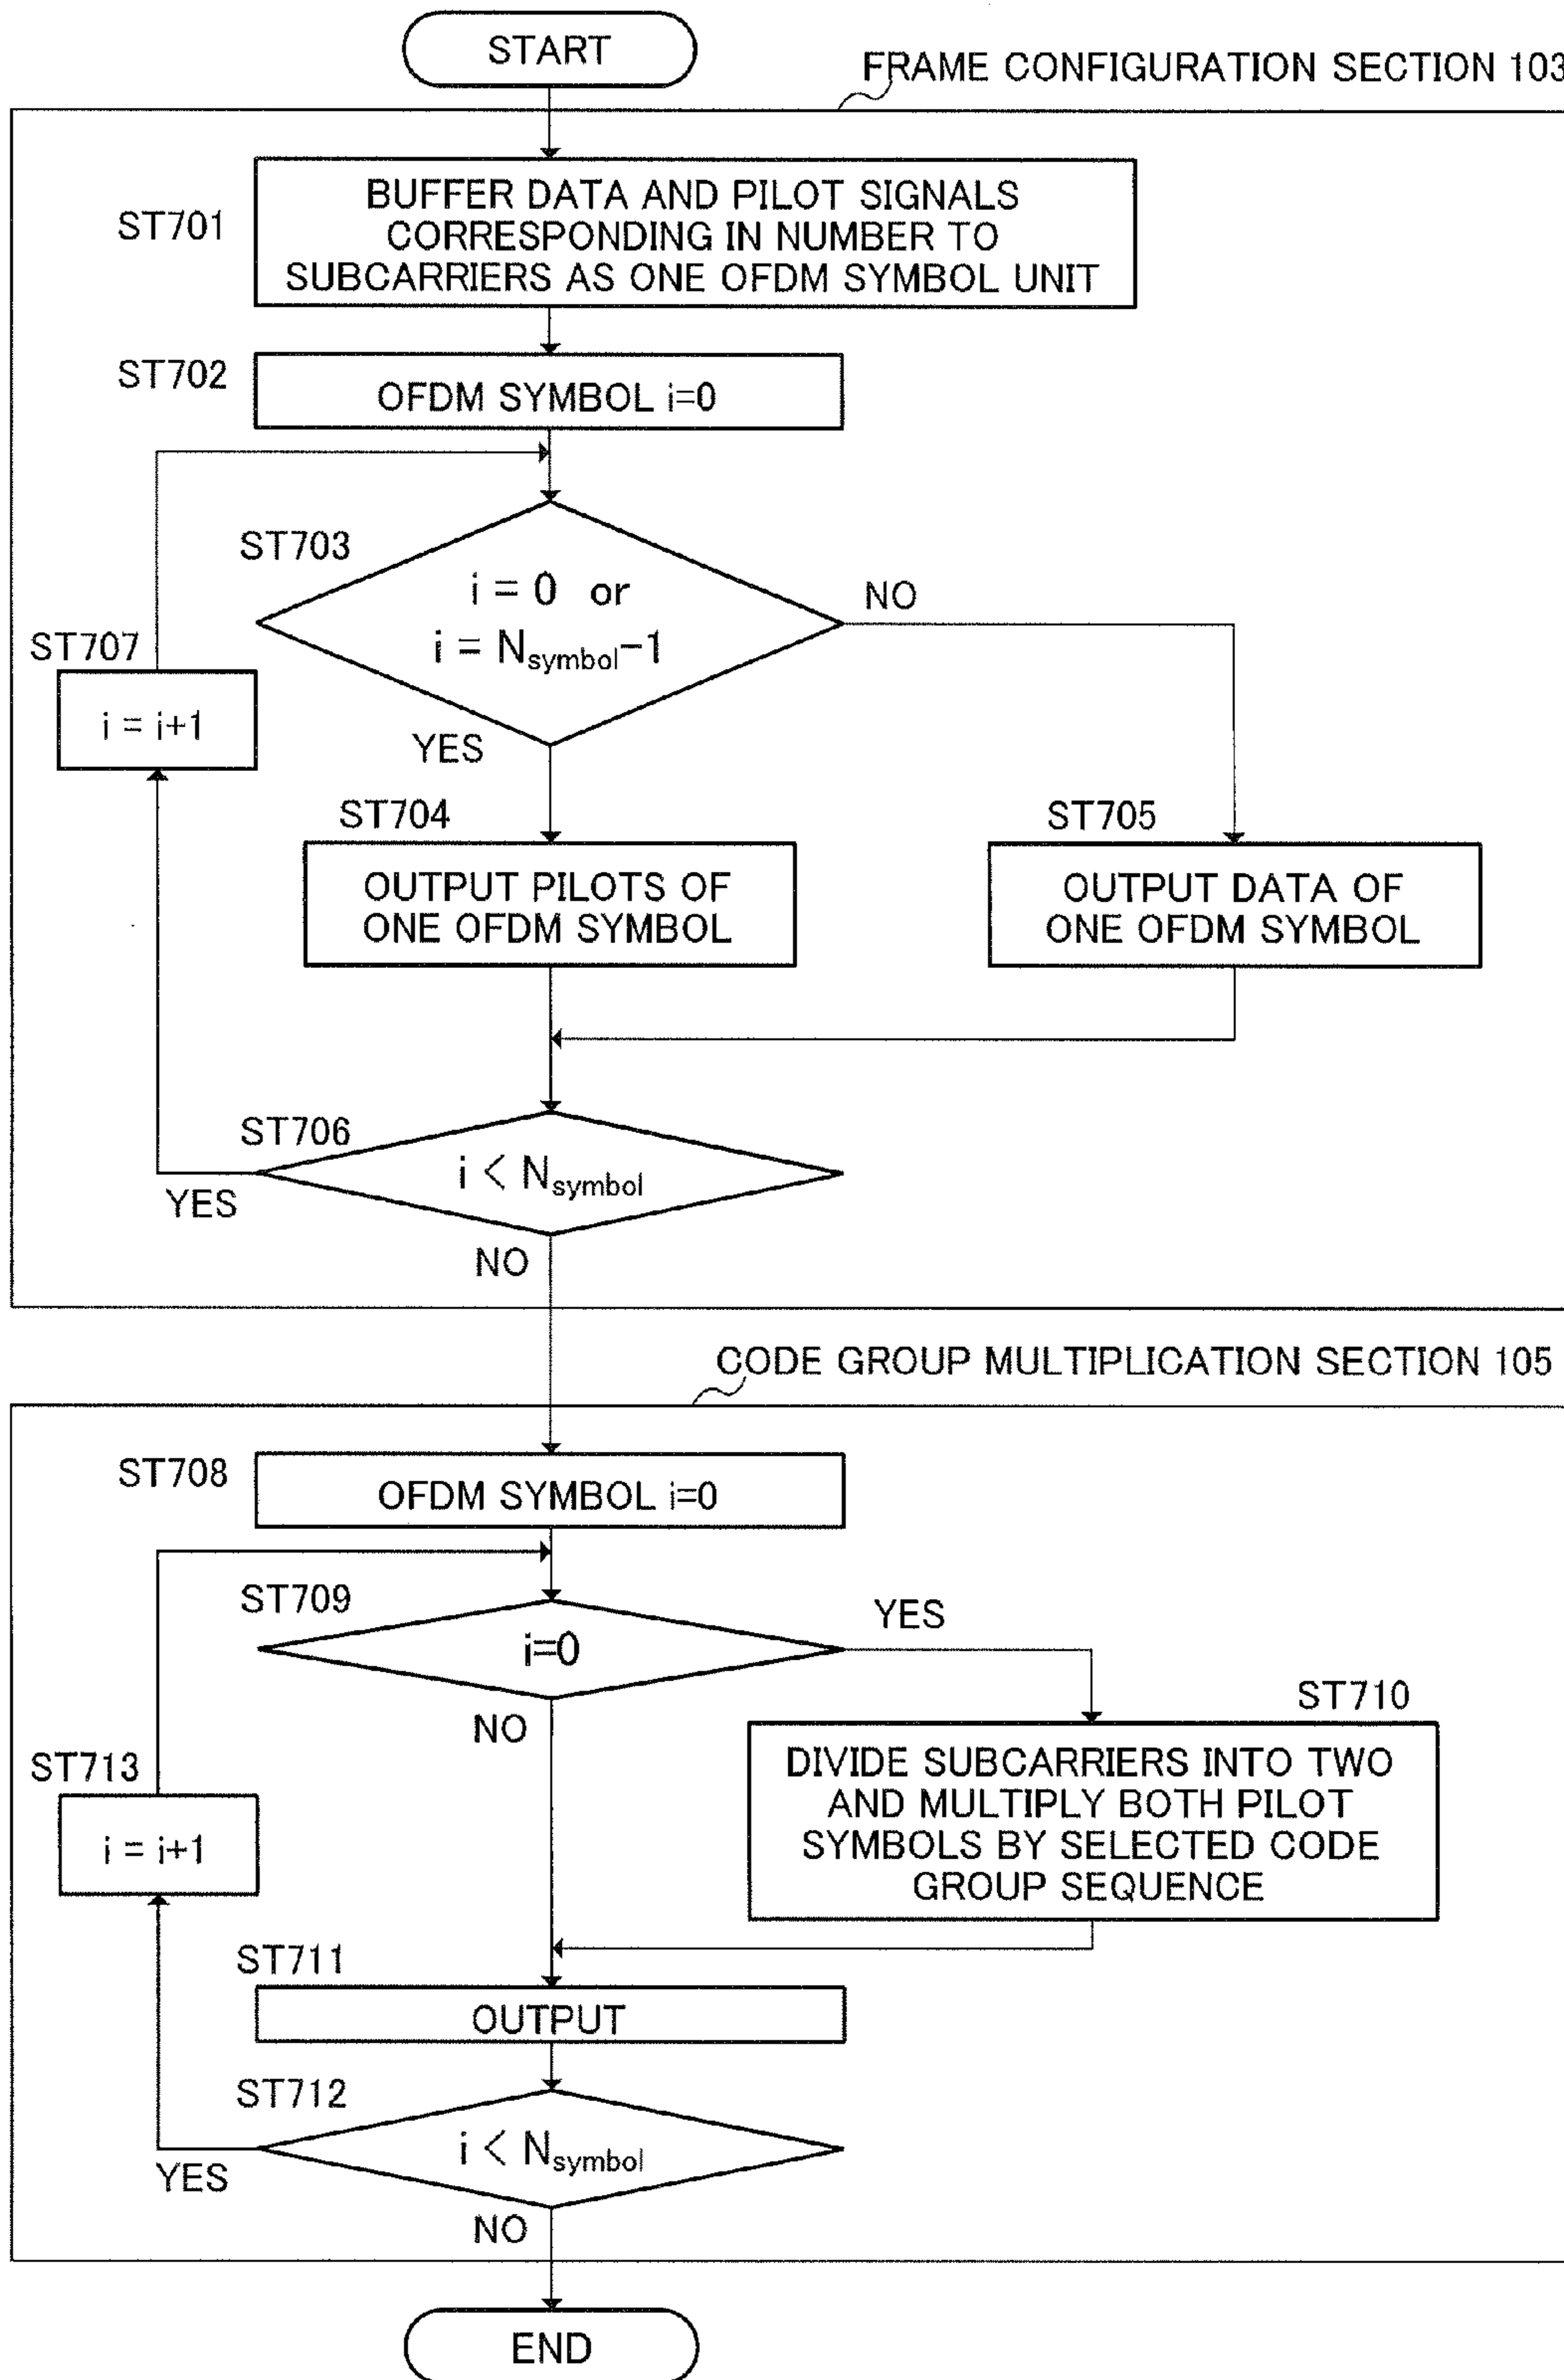 START
FRAME CONFIGURATION SECTION 103
ST701
BUFFER DATA AND PILOT SIGNALS
CORRESPONDING IN NUMBER TO
SUBCARRIERS AS ONE OFDM SYMBOL UNIT
ST702
OFDM SYMBOL i=0
ST703
i = 0 or
i = Nsymbol-1
NO
YES
ST707
i = i+1
ST704
OUTPUT PILOTS OF
ONE OFDM SYMBOL
ST705
OUTPUT DATA OF
ONE OFDM SYMBOL
ST706
i < Nsymbol
YES
NO
CODE GROUP MULTIPLICATION SECTION 105
ST708
OFDM SYMBOL i=0
ST709
i=0
YES
NO
ST710
DIVIDE SUBCARRIERS INTO TWO
AND MULTIPLY BOTH PILOT
SYMBOLS BY SELECTED CODE
GROUP SEQUENCE
ST713
i = i+1
ST711
OUTPUT
ST712
i < Nsymbol
YES
NO
END